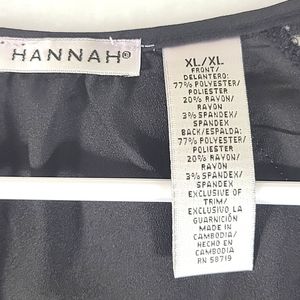 HANNAH®
XL/XL
FRONT/
DELANTERO:
77% POLYESTER/
POLIESTER
20% RAYON/
RAYON
3% SPANDEX/
SPANDEX
BACK/ESPALDA:
77% POLYESTER/
POLIESTER
20% RAYON/
RAYON
3% SPANDEX/
SPANDEX
EXCLUSIVE OF
TRIM/
EXCLUSIVO LA
GUARNICIÓN
MADE IN
CAMBODIA/
HECHO EN
CAMBODIA
RN 58719